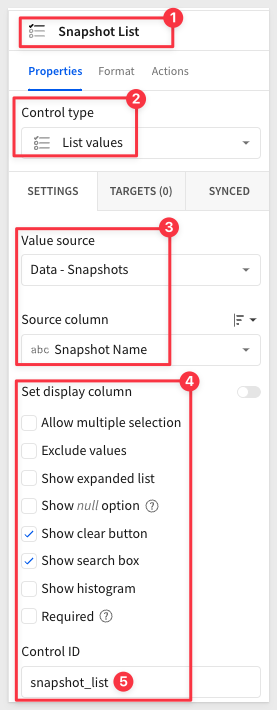 1
Snapshot List
Properties Format Actions
2
Control type
List values
SETTINGS TARGETS (0) SYNCED
3
Value source
Data - Snapshots
Source column
abc Snapshot Name
4
Set display column
Allow multiple selection
Exclude values
Show expanded list
Show null option ?
Show clear button
Show search box
Show histogram
Required ?
Control ID
snapshot_list 5